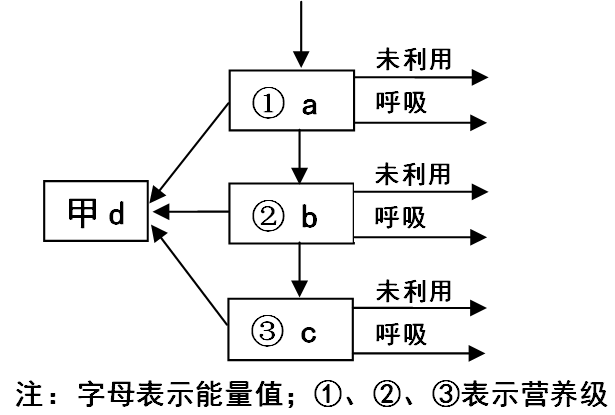 未利用
① a
呼吸
未利用
甲 d
② b
呼吸
未利用
③ c
呼吸
注：字母表示能量值；①、②、③表示营养级